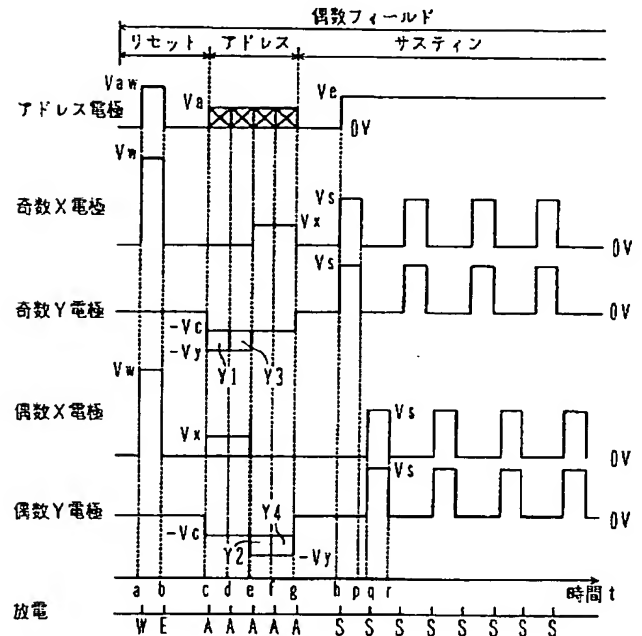 偶数フィールド
リセット アドレス サスティン
Vaw
アドレス電極
Va
Ve
0V
Vw
奇数X電極
Vs
Vx
0V
Vs
奇数Y電極
0V
-Vc
-Vy
Y1 Y3
Vw
偶数X電極
Vx
Vs
0V
Vs
偶数Y電極
0V
-Vc
Y2 Y4
-Vy
a b c d e f g h p q r 時間 t
放電
W E A A A A A S S S S S S S S S